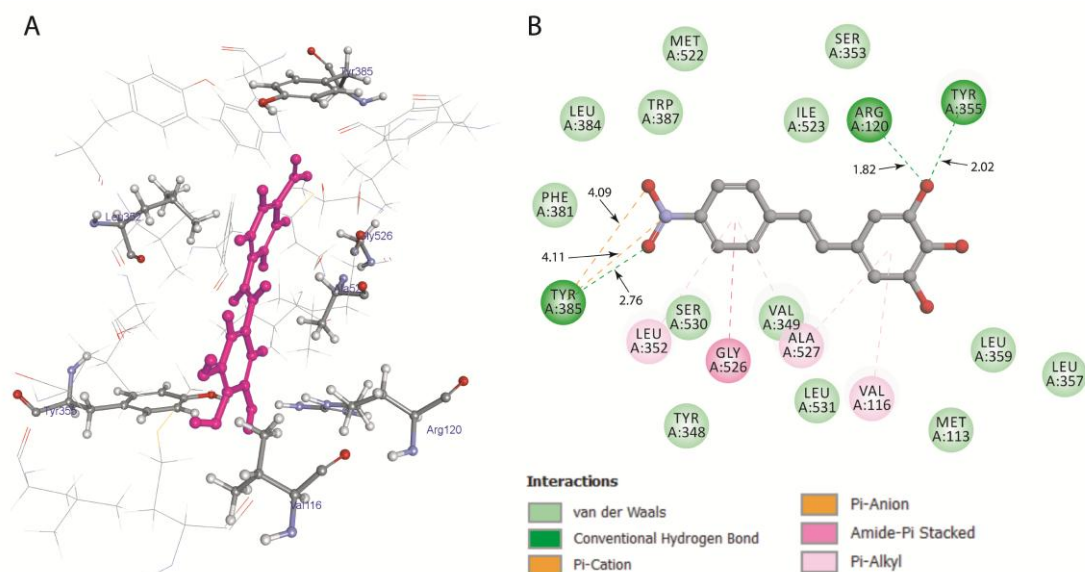 A
B
Tyr385
Leu352
Gly526
Tyr355
Arg120
Val116
MET
A:522
SER
A:353
LEU
A:384
TRP
A:387
ILE
A:523
ARG
A:120
TYR
A:355
1.82
2.02
4.09
PHE
A:381
4.11
2.76
TYR
A:385
SER
A:530
VAL
A:349
LEU
A:352
GLY
A:526
ALA
A:527
LEU
A:359
LEU
A:357
LEU
A:531
VAL
A:116
TYR
A:348
MET
A:113
Interactions
van der Waals
Conventional Hydrogen Bond
Pi-Cation
Pi-Anion
Amide-Pi Stacked
Pi-Alkyl